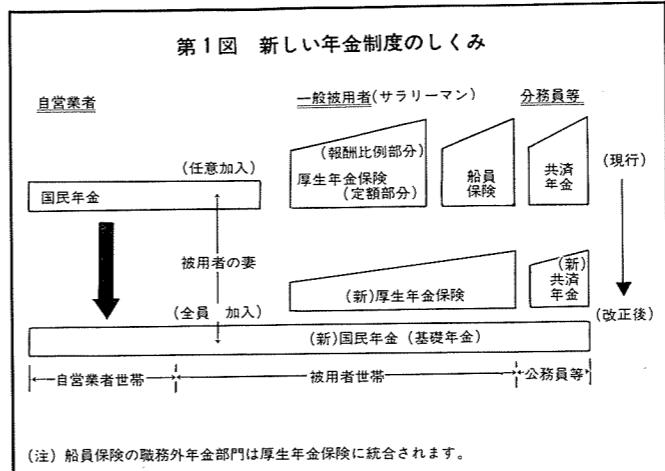 第1図 新しい年金制度のしくみ
自営業者
一般被用者(サラリーマン)
分務員等
(任意加入)
国民年金
(報酬比例部分)
厚生年金保険
(定額部分)
船員
保険
共済
年金
(現行)
被用者の妻
(全員 加入)
(新)厚生年金保険
(新)
共済
年金
(改正後)
(新)国民年金(基礎年金)
自営業者世帯
被用者世帯
公務員等
(注) 船員保険の職務外年金部門は厚生年金保険に統合されます。